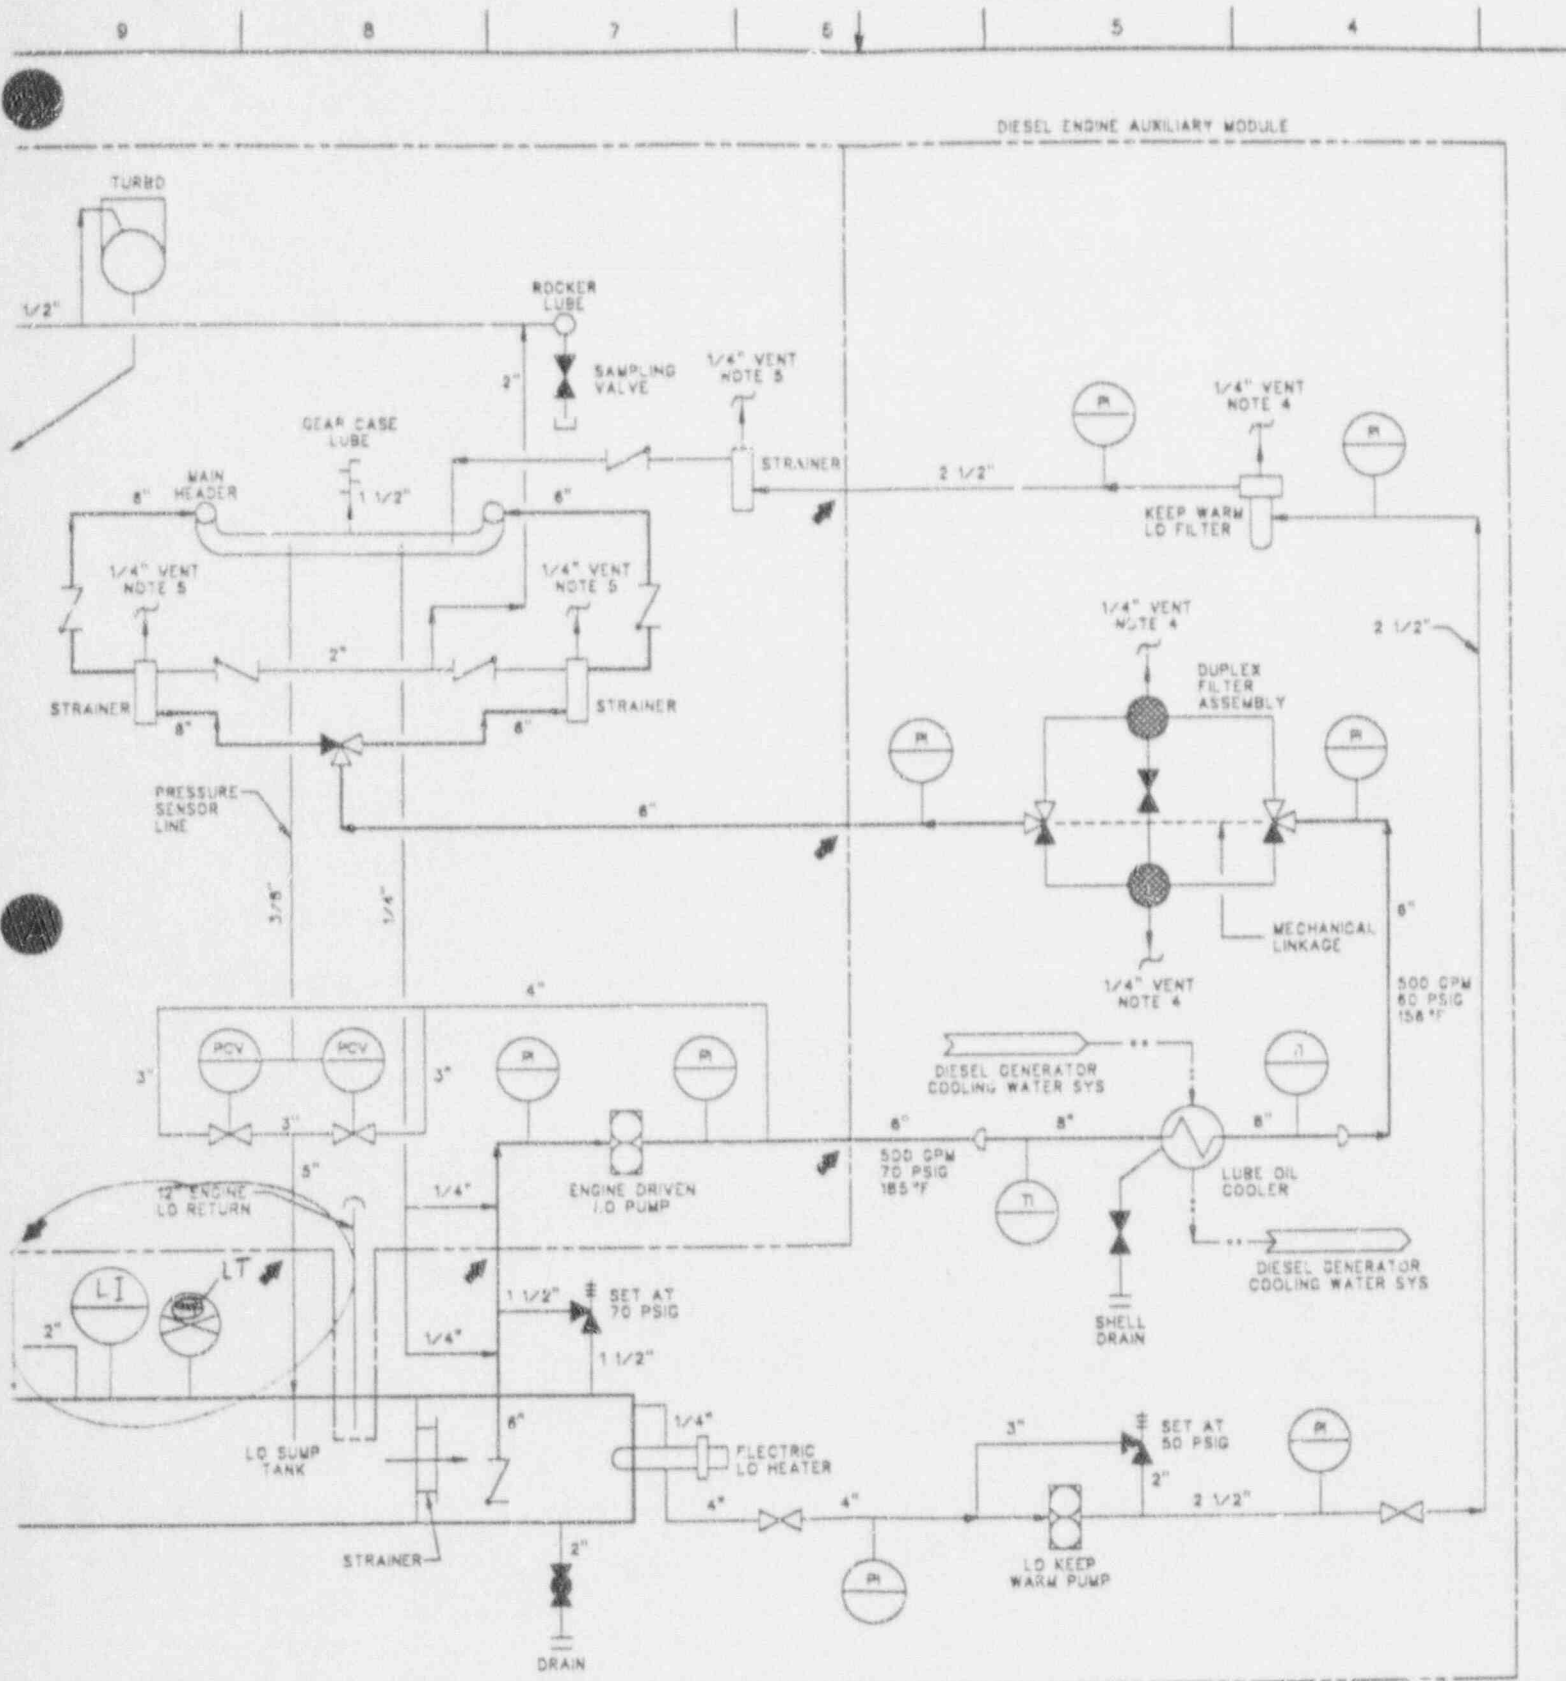 9
8
7
6
5
4
DIESEL ENGINE AUXILIARY MODULE
TURBO
1/2"
ROCKER
LUBE
2"
SAMPLING
VALVE
1/4" VENT
NOTE 5
STRAINER
GEAR CASE
LUBE
1 1/2"
MAIN
HEADER
8"
6"
PI
1/4" VENT
NOTE 4
PI
2 1/2"
KEEP WARM
LO FILTER
1/4" VENT
NOTE 5
1/4" VENT
NOTE 5
2"
STRAINER
STRAINER
6"
6"
1/4" VENT
NOTE 4
2 1/2"
DUPLEX
FILTER
ASSEMBLY
PI
PI
PRESSURE
SENSOR
LINE
6"
3/8"
1/4"
MECHANICAL
LINKAGE
1/4" VENT
NOTE 4
6"
500 GPM
60 PSIG
158°F
4"
PCV
PCV
3"
3"
3"
PI
PI
DIESEL GENERATOR
COOLING WATER SYS
TI
6"
8"
8"
500 GPM
70 PSIG
185°F
5"
12" ENGINE
LO RETURN
1/4"
ENGINE DRIVEN
LO PUMP
TI
LUBE OIL
COOLER
DIESEL GENERATOR
COOLING WATER SYS
SHELL
DRAIN
LI
LT
2"
1 1/2"
SET AT
70 PSIG
1/4"
1 1/2"
LO SUMP
TANK
6"
1/4"
ELECTRIC
LO HEATER
3"
SET AT
50 PSIG
PI
4"
4"
2"
2 1/2"
STRAINER
2"
PI
LO KEEP
WARM PUMP
DRAIN